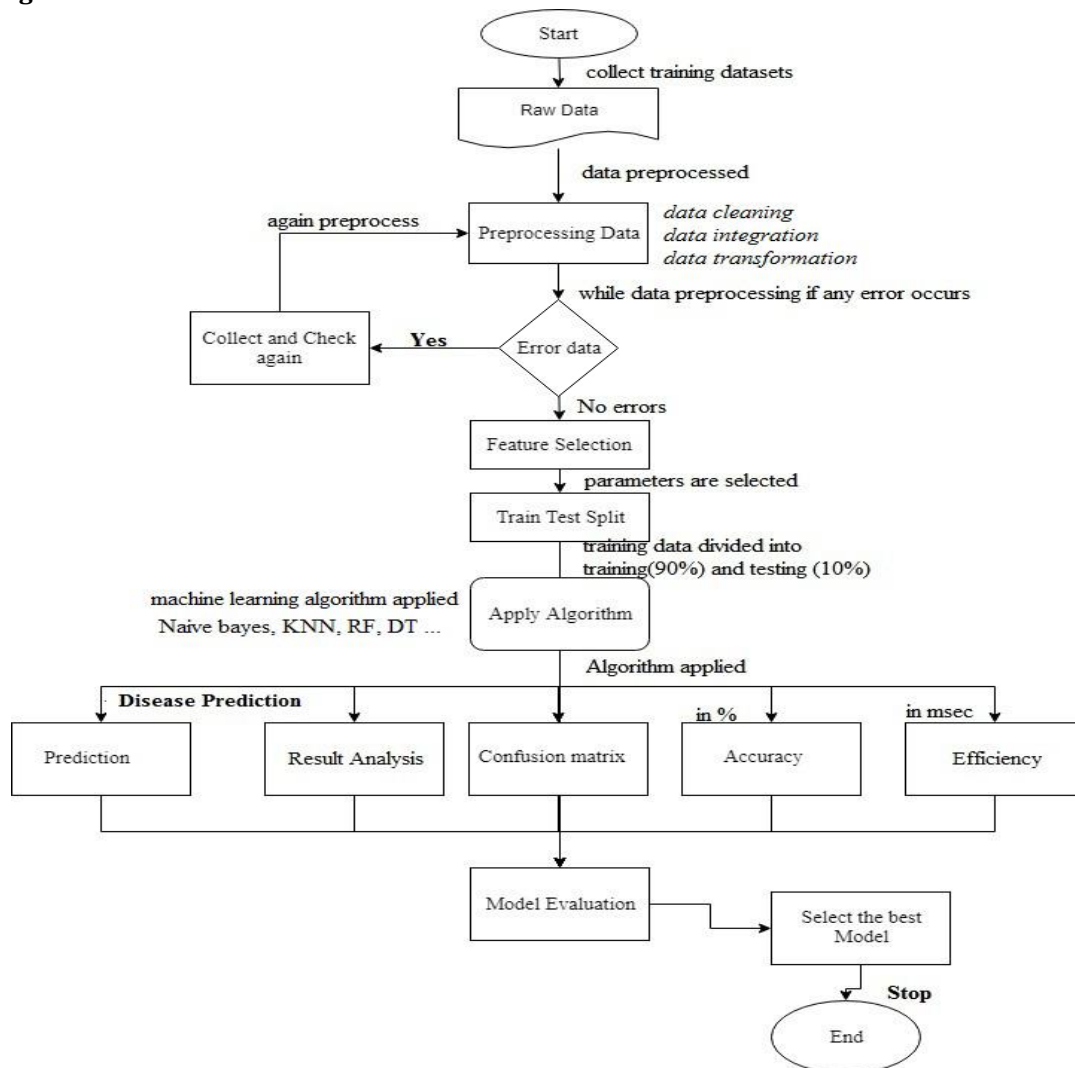 Start
collect training datasets
Raw Data
data preprocessed
again preprocess
Preprocessing Data
data cleaning
data integration
data transformation
while data preprocessing if any error occurs
Collect and Check
again
Yes
Error data
No errors
Feature Selection
parameters are selected
Train Test Split
training data divided into
training(90%) and testing (10%)
machine learning algorithm applied
Naive bayes, KNN, RF, DT ...
Apply Algorithm
Algorithm applied
Disease Prediction
in %
in msec
Prediction
Result Analysis
Confusion matrix
Accuracy
Efficiency
Model Evaluation
Select the best
Model
Stop
End